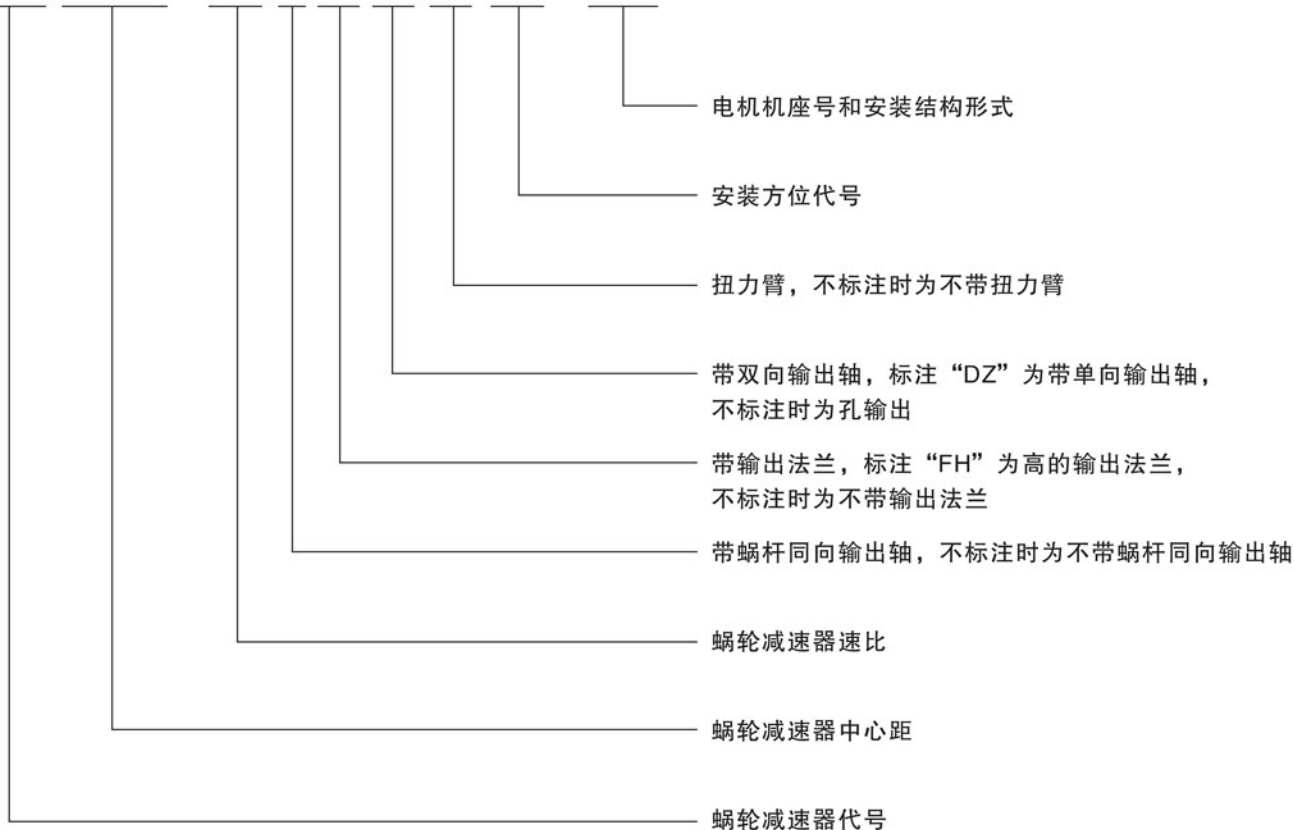 电机机座号和安装结构形式
安装方位代号
扭力臂，不标注时为不带扭力臂
带双向输出轴，标注“DZ”为带单向输出轴，
不标注时为孔输出
带输出法兰，标注“FH”为高的输出法兰，
不标注时为不带输出法兰
带蜗杆同向输出轴，不标注时为不带蜗杆同向输出轴
蜗轮减速器速比
蜗轮减速器中心距
蜗轮减速器代号